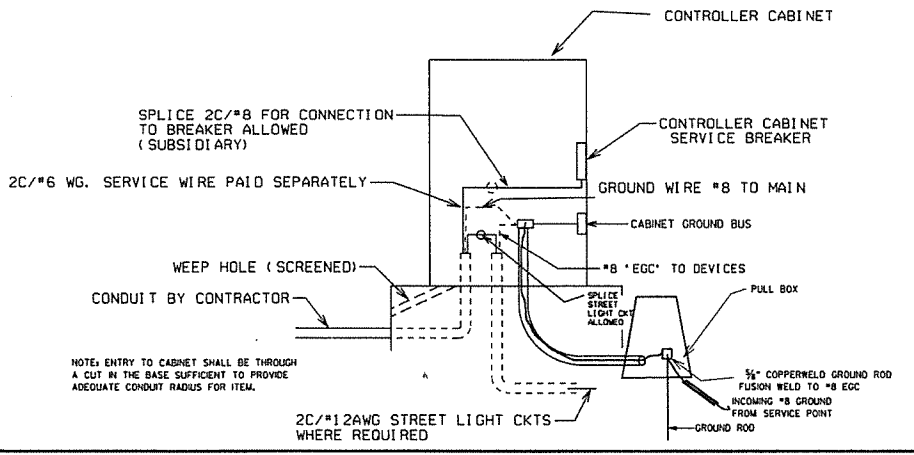 CONTROLLER CABINET
SPLICE 2C/#8 FOR CONNECTION
TO BREAKER ALLOWED
(SUBSIDIARY)
CONTROLLER CABINET
SERVICE BREAKER
2C/#6 WG. SERVICE WIRE PAID SEPARATELY
GROUND WIRE #8 TO MAIN
CABINET GROUND BUS
WEEP HOLE (SCREENED)
#8 'EGC' TO DEVICES
CONDUIT BY CONTRACTOR
SPLICE
STREET
LIGHT CKT
ALLOWED
PULL BOX
NOTE: ENTRY TO CABINET SHALL BE THROUGH
A CUT IN THE BASE SUFFICIENT TO PROVIDE
ADEQUATE CONDUIT RADIUS FOR ITEM.
5/8" COPPERWELD GROUND ROD
FUSION WELD TO #8 EGC
INCOMING #8 GROUND
FROM SERVICE POINT
2C/#12AWG STREET LIGHT CKTS
WHERE REQUIRED
GROUND ROD